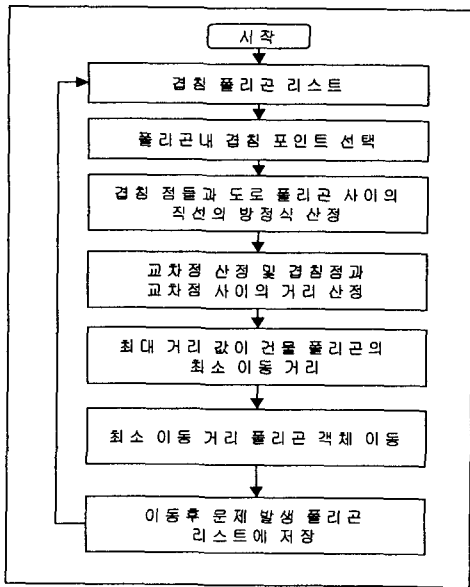 시작
겹침 폴리곤 리스트
폴리곤내 겹침 포인트 선택
겹침 점들과 도로 폴리곤 사이의
직선의 방정식 산정
교차점 산정 및 겹침점과
교차점 사이의 거리 산정
최대 거리 값이 건물 폴리곤의
최소 이동 거리
최소 이동 거리 폴리곤 객체 이동
이동후 문제 발생 폴리곤
리스트에 저장